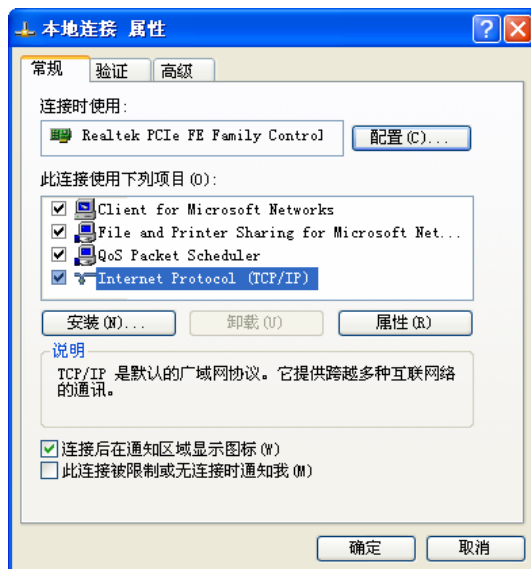 本地连接 属性
常规 验证 高级
连接时使用:
Realtek PCIe FE Family Control
配置(C)...
此连接使用下列项目(O):
Client for Microsoft Networks
File and Printer Sharing for Microsoft Net...
QoS Packet Scheduler
Internet Protocol (TCP/IP)
安装(N)... 卸载(U) 属性(R)
说明
TCP/IP 是默认的广域网协议。它提供跨越多种互联网络
的通讯。
连接后在通知区域显示图标(W)
此连接被限制或无连接时通知我(M)
确定 取消